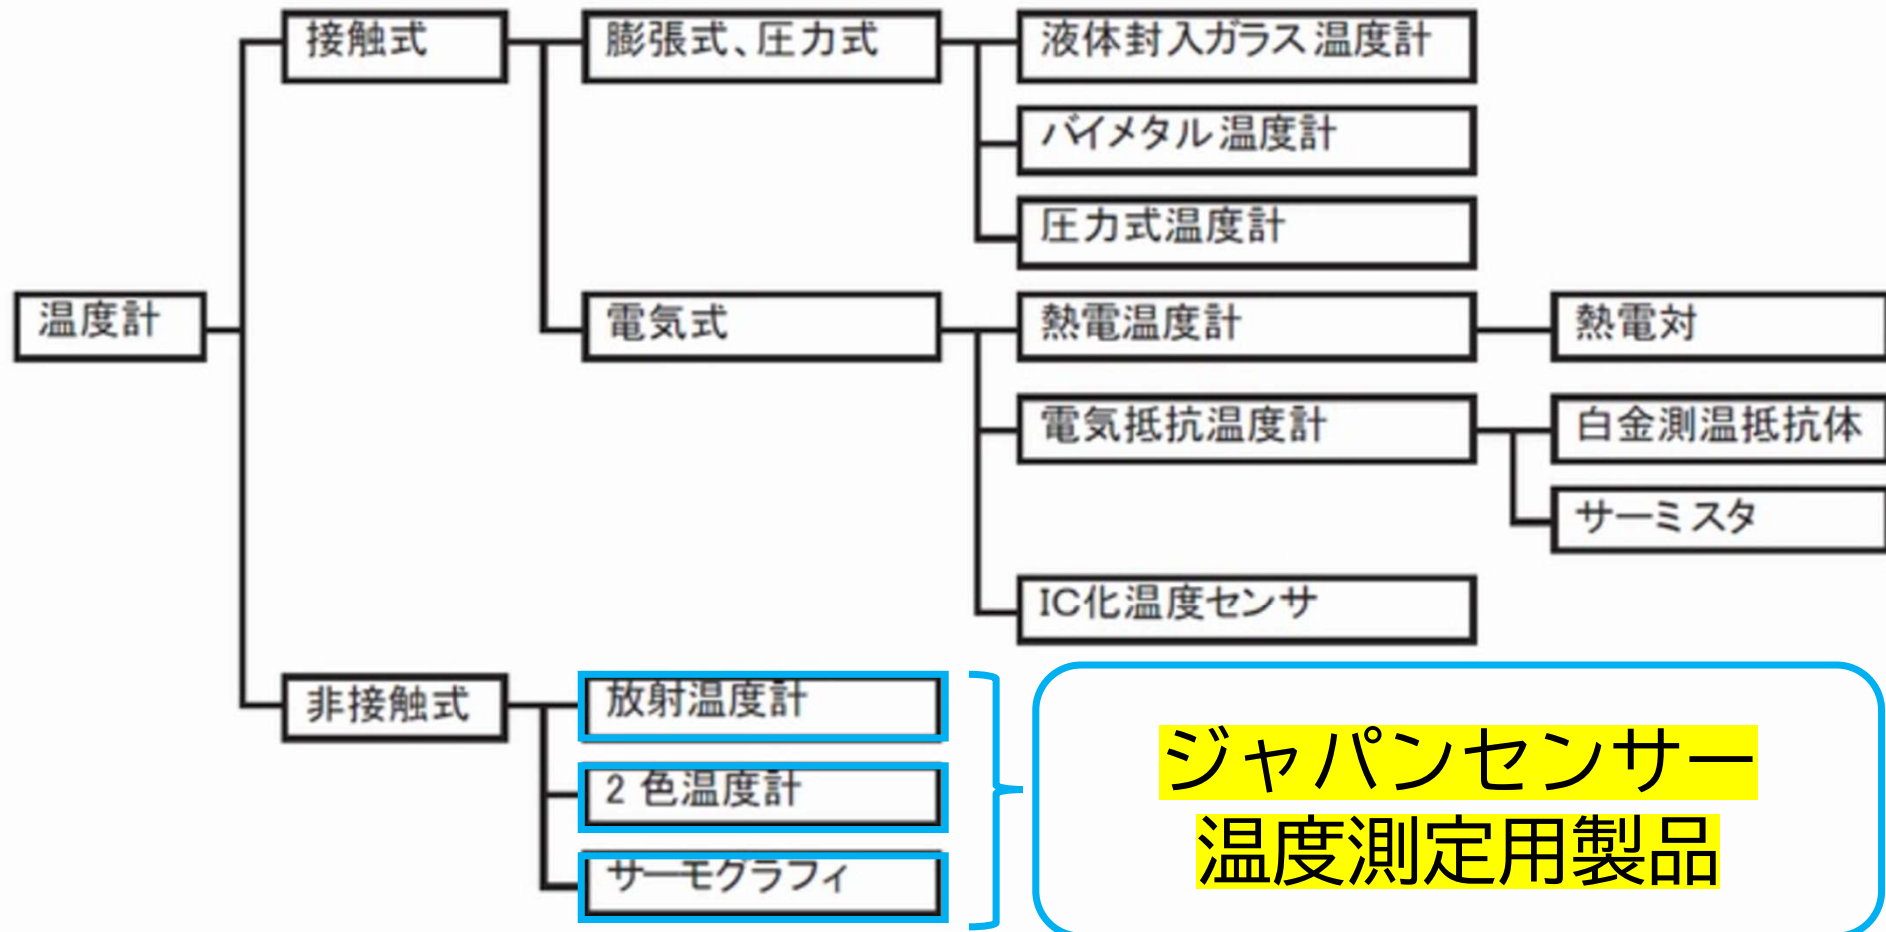 接触式
膨張式、圧力式
液体封入ガラス温度計
バイメタル温度計
圧力式温度計
温度計
電気式
熱電温度計
熱電対
電気抵抗温度計
白金測温抵抗体
サーミスタ
IC化温度センサ
非接触式
放射温度計
2 色温度計
サーモグラフィ
ジャパンセンサー
温度測定用製品